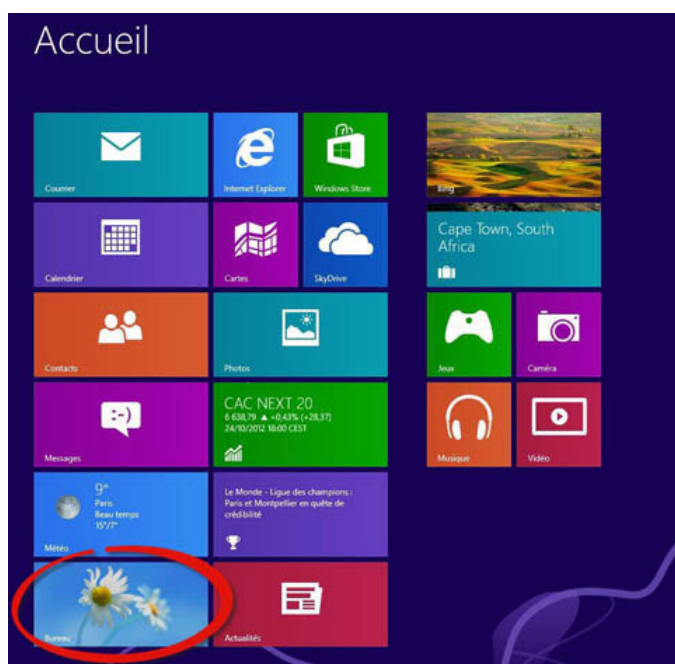 Accueil
Courrier
Internet Explorer
Windows Store
Bing
Calendrier
Cartes
SkyDrive
Cape Town, South
Africa
Contacts
Photos
Jeux
Caméra
Messages
CAC NEXT 20
6 638,79 ▲ +0,43% (+28,37)
24/10/2012 18:00 CEST
Musique
Vidéo
9°
Paris
Beau temps
15°/7°
Météo
Le Monde - Ligue des champions :
Paris et Montpellier en quête de
crédibilité
Bureau
Actualités